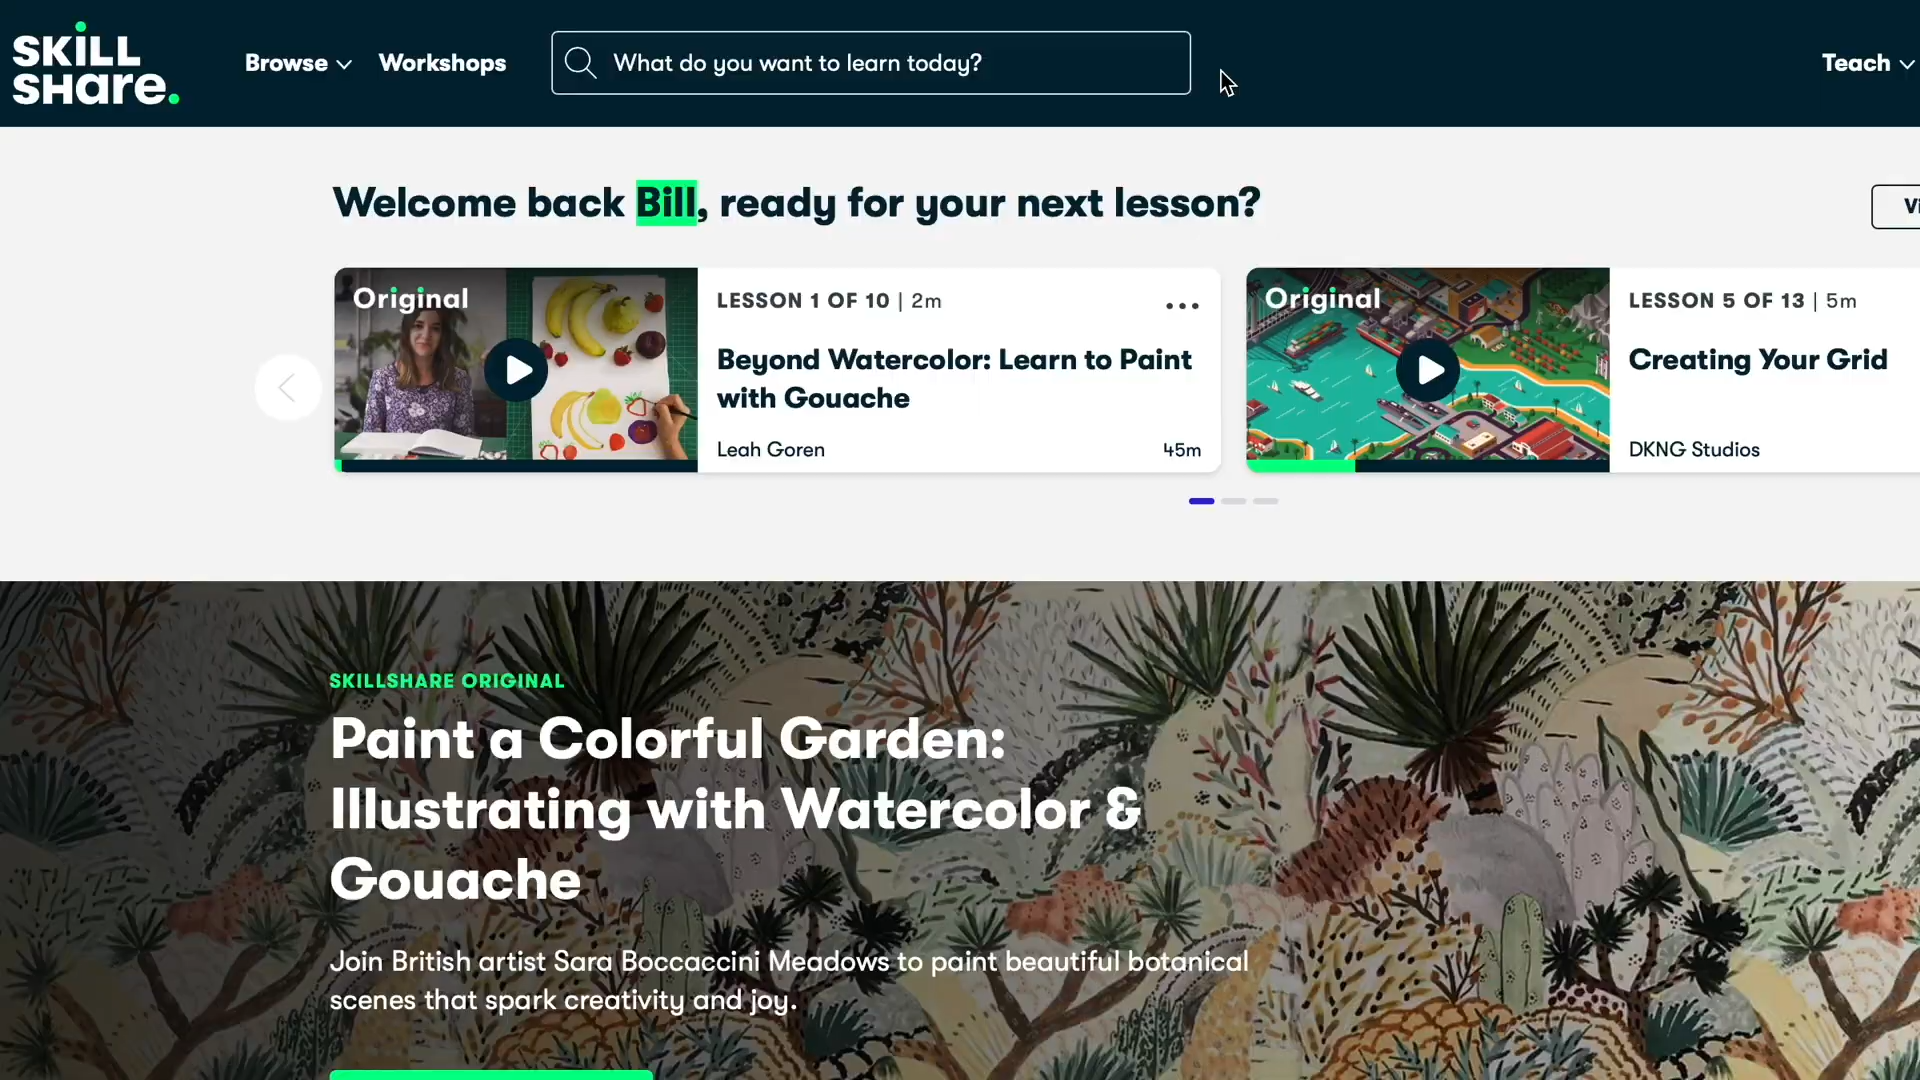 SKILL
SHare.
Browse
Workshops
What do you want to learn today?
Teach
Welcome back Bill, ready for your next lesson?
Original
LESSON 1 OF 10 | 2m
Beyond Watercolor: Learn to Paint
with Gouache
Leah Goren
45m
Original
LESSON 5 OF 13 | 5m
Creating Your Grid
DKNG Studios
SKILLSHARE ORIGINAL
Paint a Colorful Garden:
Illustrating with Watercolor &
Gouache
Join British artist Sara Boccaccini Meadows to paint beautiful botanical
scenes that spark creativity and joy.